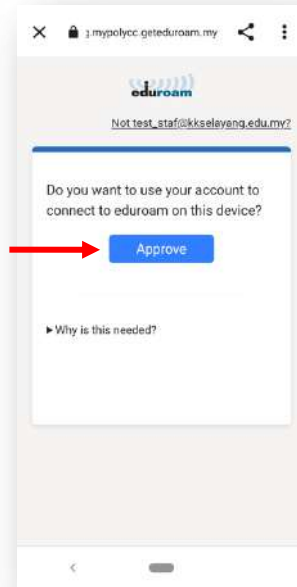 mypolycc.geteduroam.my
eduroam
Not test_staf@kkselayang.edu.my?
Do you want to use your account to
connect to eduroam on this device?
Approve
Why is this needed?